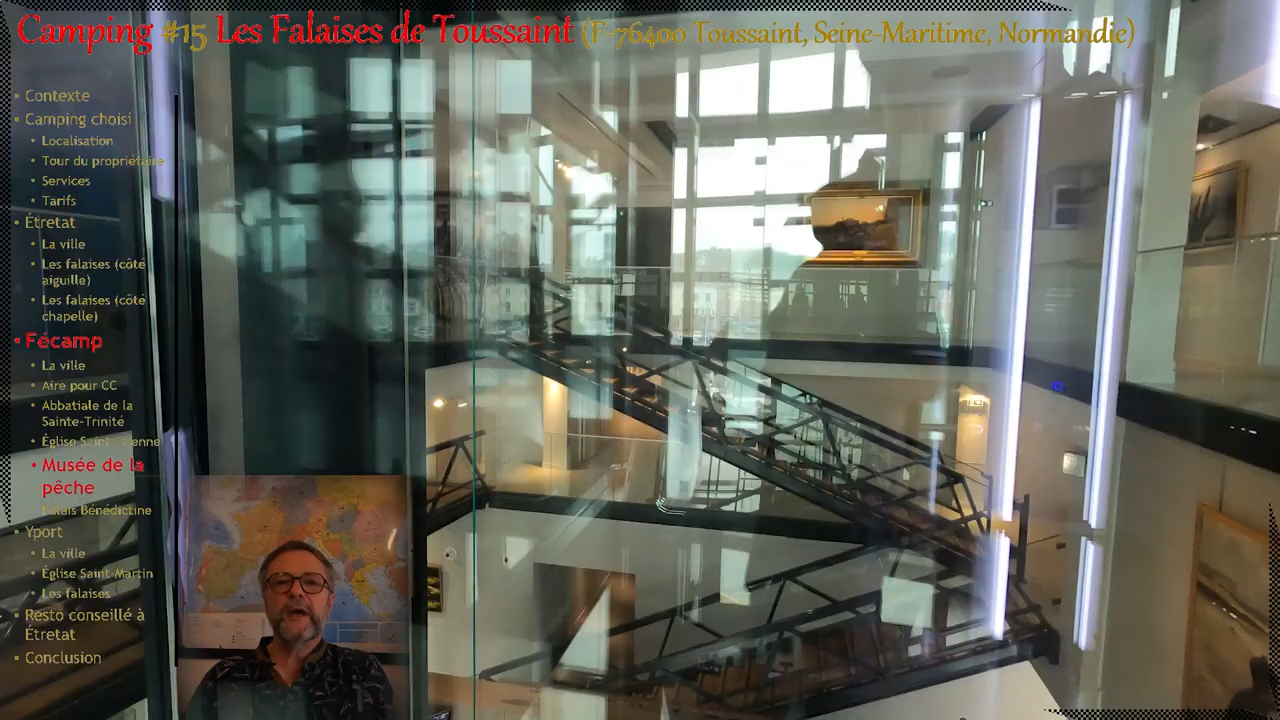 Camping #15 Les Falaises de Toussaint (F-76400 Toussaint, Seine-Maritime, Normandie)
Contexte
Camping choisi
Localisation
Tour du propriétaire
Services
Tarifs
Étretat
La ville
Les falaises (côté
aiguille)
Les falaises (côté
chapelle)
Fécamp
La ville
Aire pour CC
Abbatiale de la
Sainte-Trinité
Église
Musée de la
pêche
Bénédictine
Yport
La ville
Église Saint-Martin
Les falaises
Resto conseillé à
Étretat
Conclusion